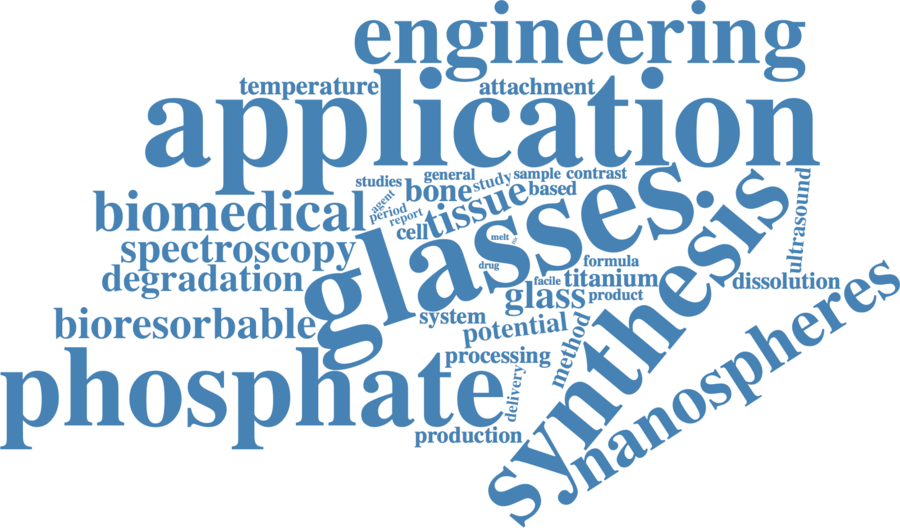 engineering
temperature
attachment
application
studies
general
sample
contrast
agent
bone
study
based
biomedical
period
report
tissue
cell
glasses
synthesis
ultrasound
spectroscopy
melt
drug
formula
degradation
facile
titanium
dissolution
glass
product
bioresorbable
system
potential
method
nanospheres
phosphate
processing
delivery
production